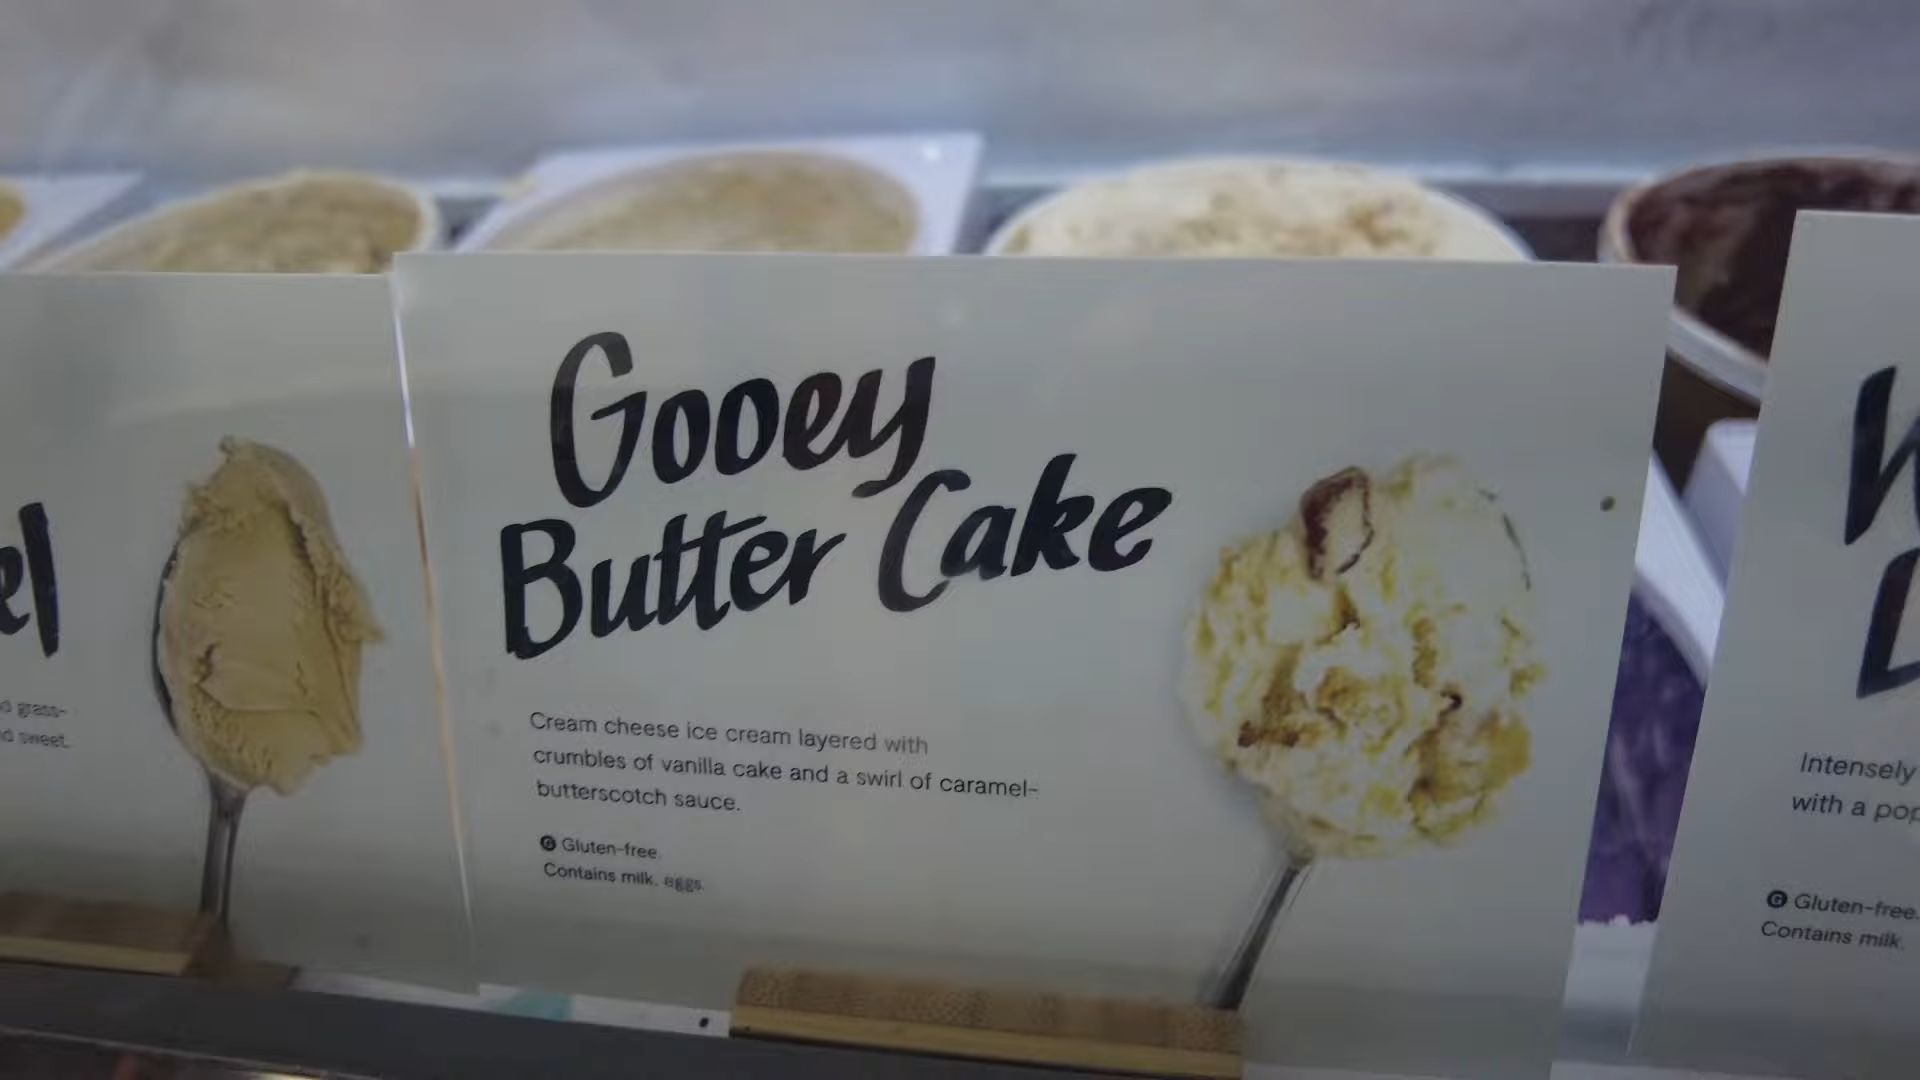 d grass-
d sweet.
Gooey
Butter Cake
Cream cheese ice cream layered with
crumbles of vanilla cake and a swirl of caramel-
butterscotch sauce.
G Gluten-free.
Contains milk, eggs.
Intensely
with a pop
G Gluten-free.
Contains milk.